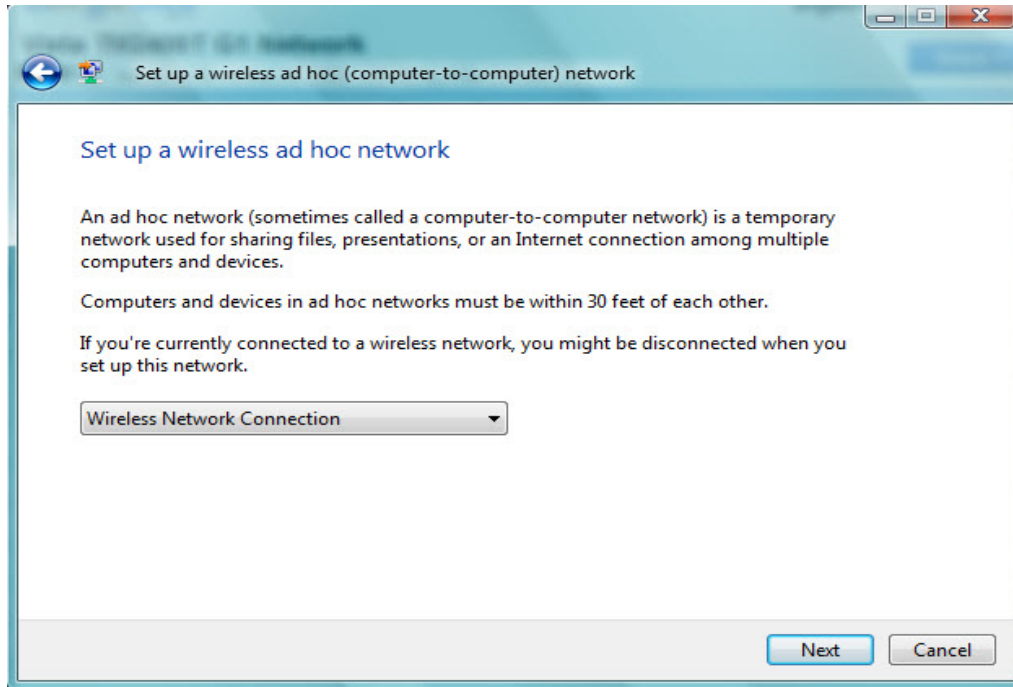 Set up a wireless ad hoc (computer-to-computer) network
Set up a wireless ad hoc network
An ad hoc network (sometimes called a computer-to-computer network) is a temporary
network used for sharing files, presentations, or an Internet connection among multiple
computers and devices.
Computers and devices in ad hoc networks must be within 30 feet of each other.
If you're currently connected to a wireless network, you might be disconnected when you
set up this network.
Wireless Network Connection
Next
Cancel